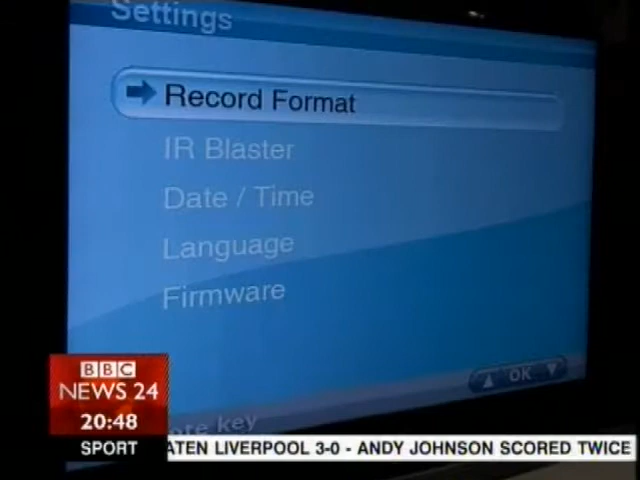 Settings
Record Format
IR Blaster
Date / Time
Language
Firmware
OK
key
BBC
NEWS 24
20:48
SPORT
LIVERPOOL 3-0 - ANDY JOHNSON SCORED TWICE